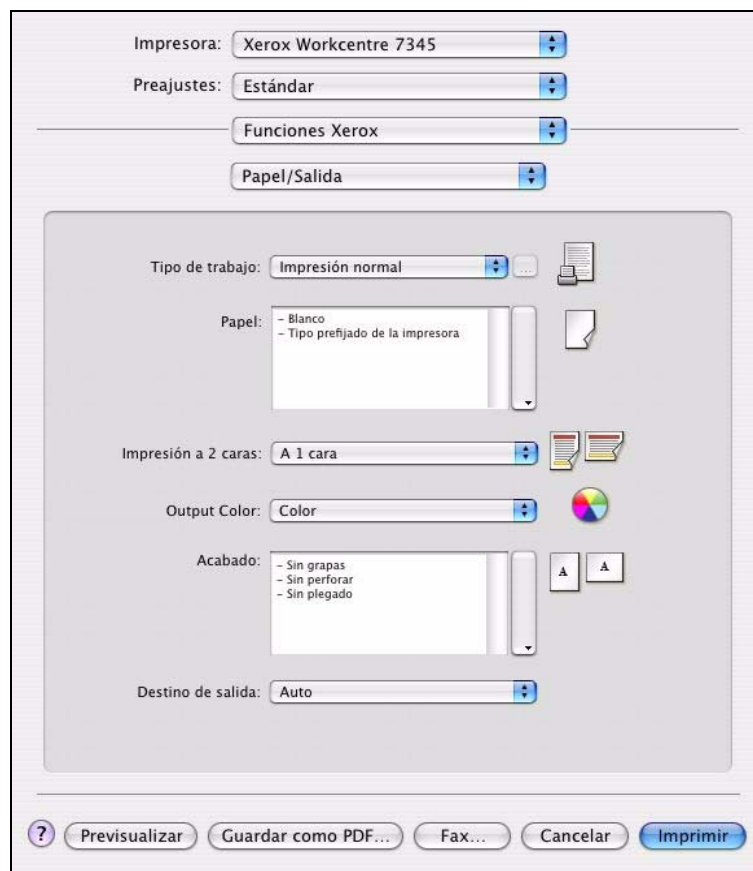 Impresora: Xerox Workcentre 7345
Preajustes: Estándar
Funciones Xerox
Papel/Salida
Tipo de trabajo: Impresión normal ...
Papel: - Blanco
- Tipo prefijado de la impresora
Impresión a 2 caras: A 1 cara
Output Color: Color
Acabado: - Sin grapas
- Sin perforar
- Sin plegado
A A
Destino de salida: Auto
? Previsualizar Guardar como PDF... Fax... Cancelar Imprimir